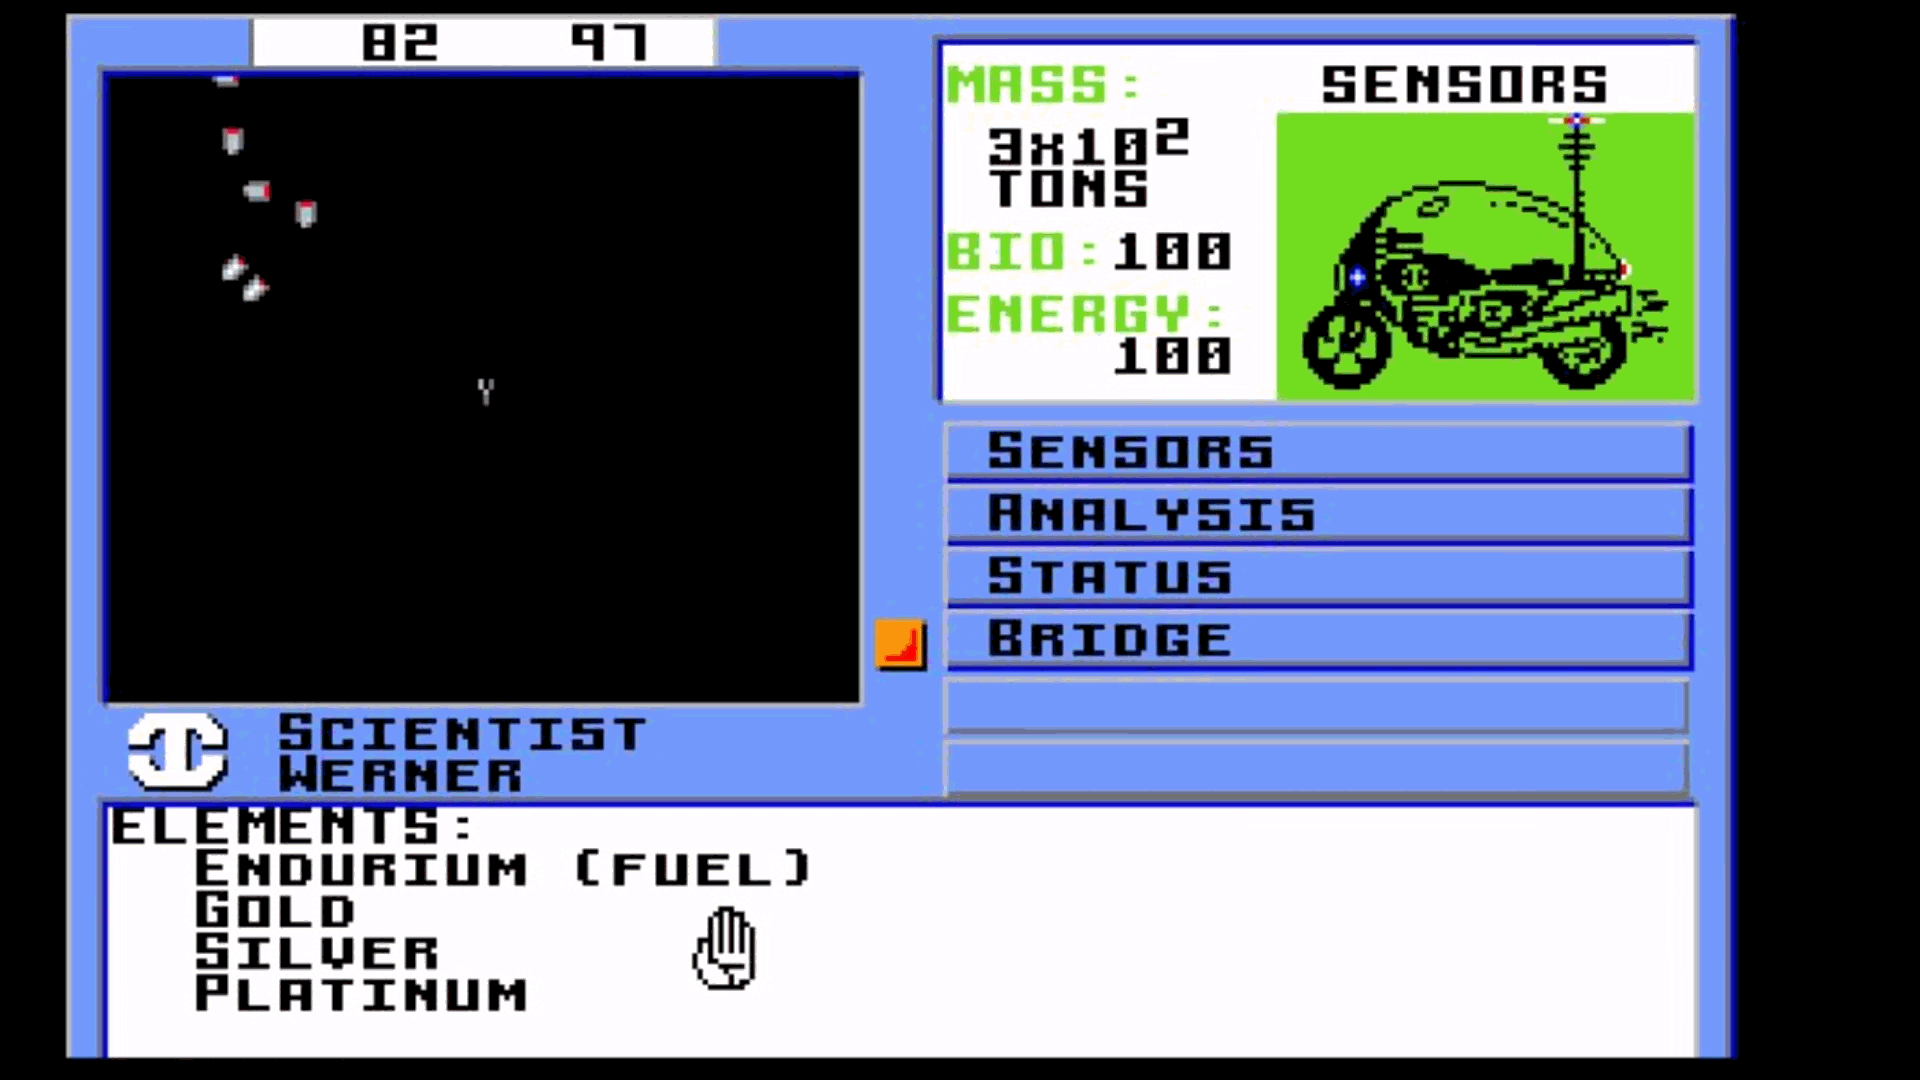 82 97
MASS:
3x10²
TONS
BIO:100
ENERGY:
100
SENSORS
SENSORS
ANALYSIS
STATUS
BRIDGE
SCIENTIST
WERNER
ELEMENTS:
ENDURIUM (FUEL)
GOLD
SILVER
PLATINUM